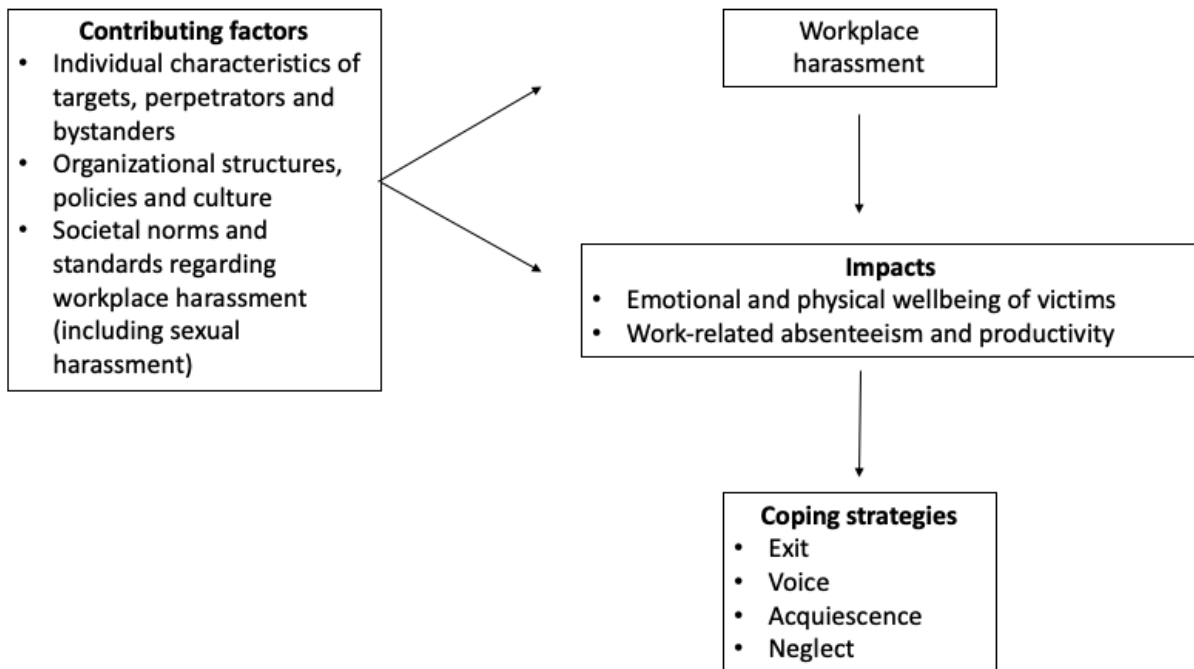 Contributing factors
• Individual characteristics of
targets, perpetrators and
bystanders
• Organizational structures,
policies and culture
• Societal norms and
standards regarding
workplace harassment
(including sexual
harassment)
Workplace
harassment
Impacts
• Emotional and physical wellbeing of victims
• Work-related absenteeism and productivity
Coping strategies
• Exit
• Voice
• Acquiescence
• Neglect